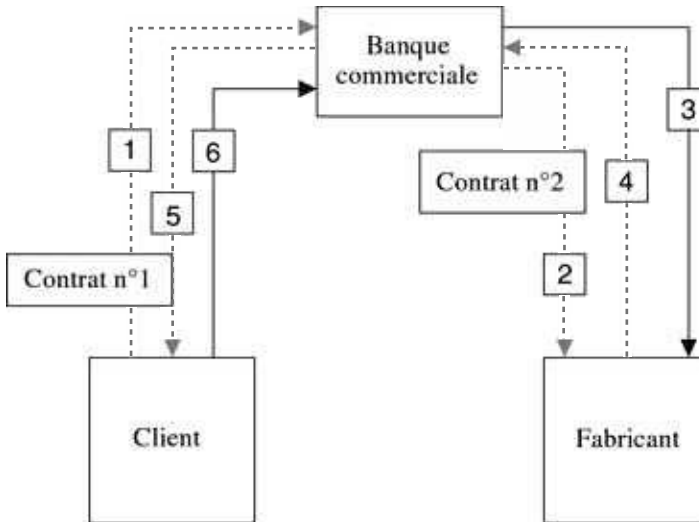 Banque
commerciale
1
6
3
Contrat n°2
4
5
Contrat n°1
2
Client
Fabricant